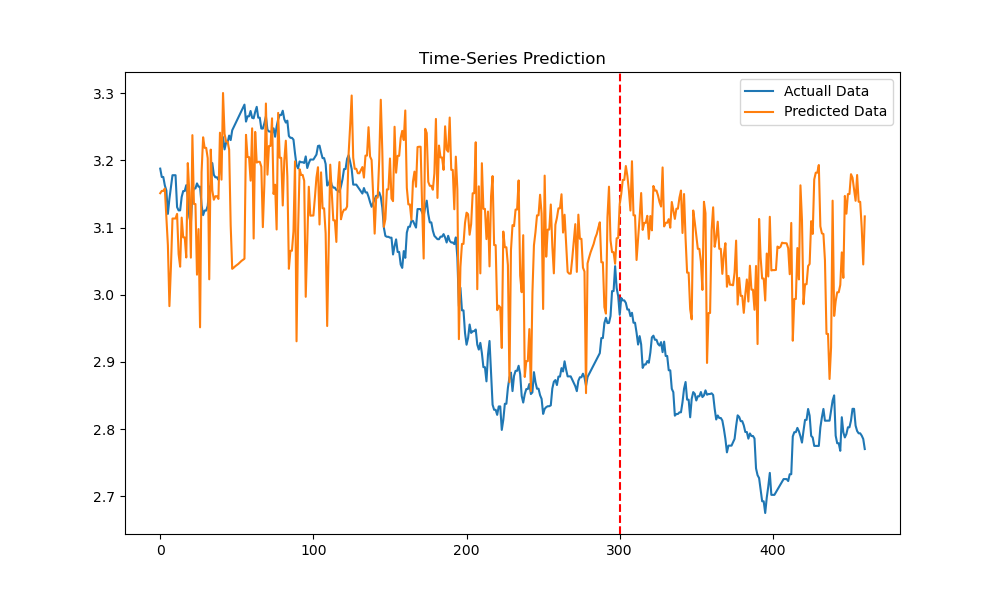 Time-Series Prediction
Actuall Data
Predicted Data
3.3
3.2
3.1
3.0
2.9
2.8
2.7
0 100 200 300 400